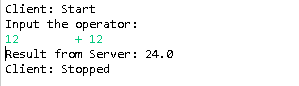 Client: Start
Input the operator:
12       + 12
Result from Server: 24.0
Client: Stopped